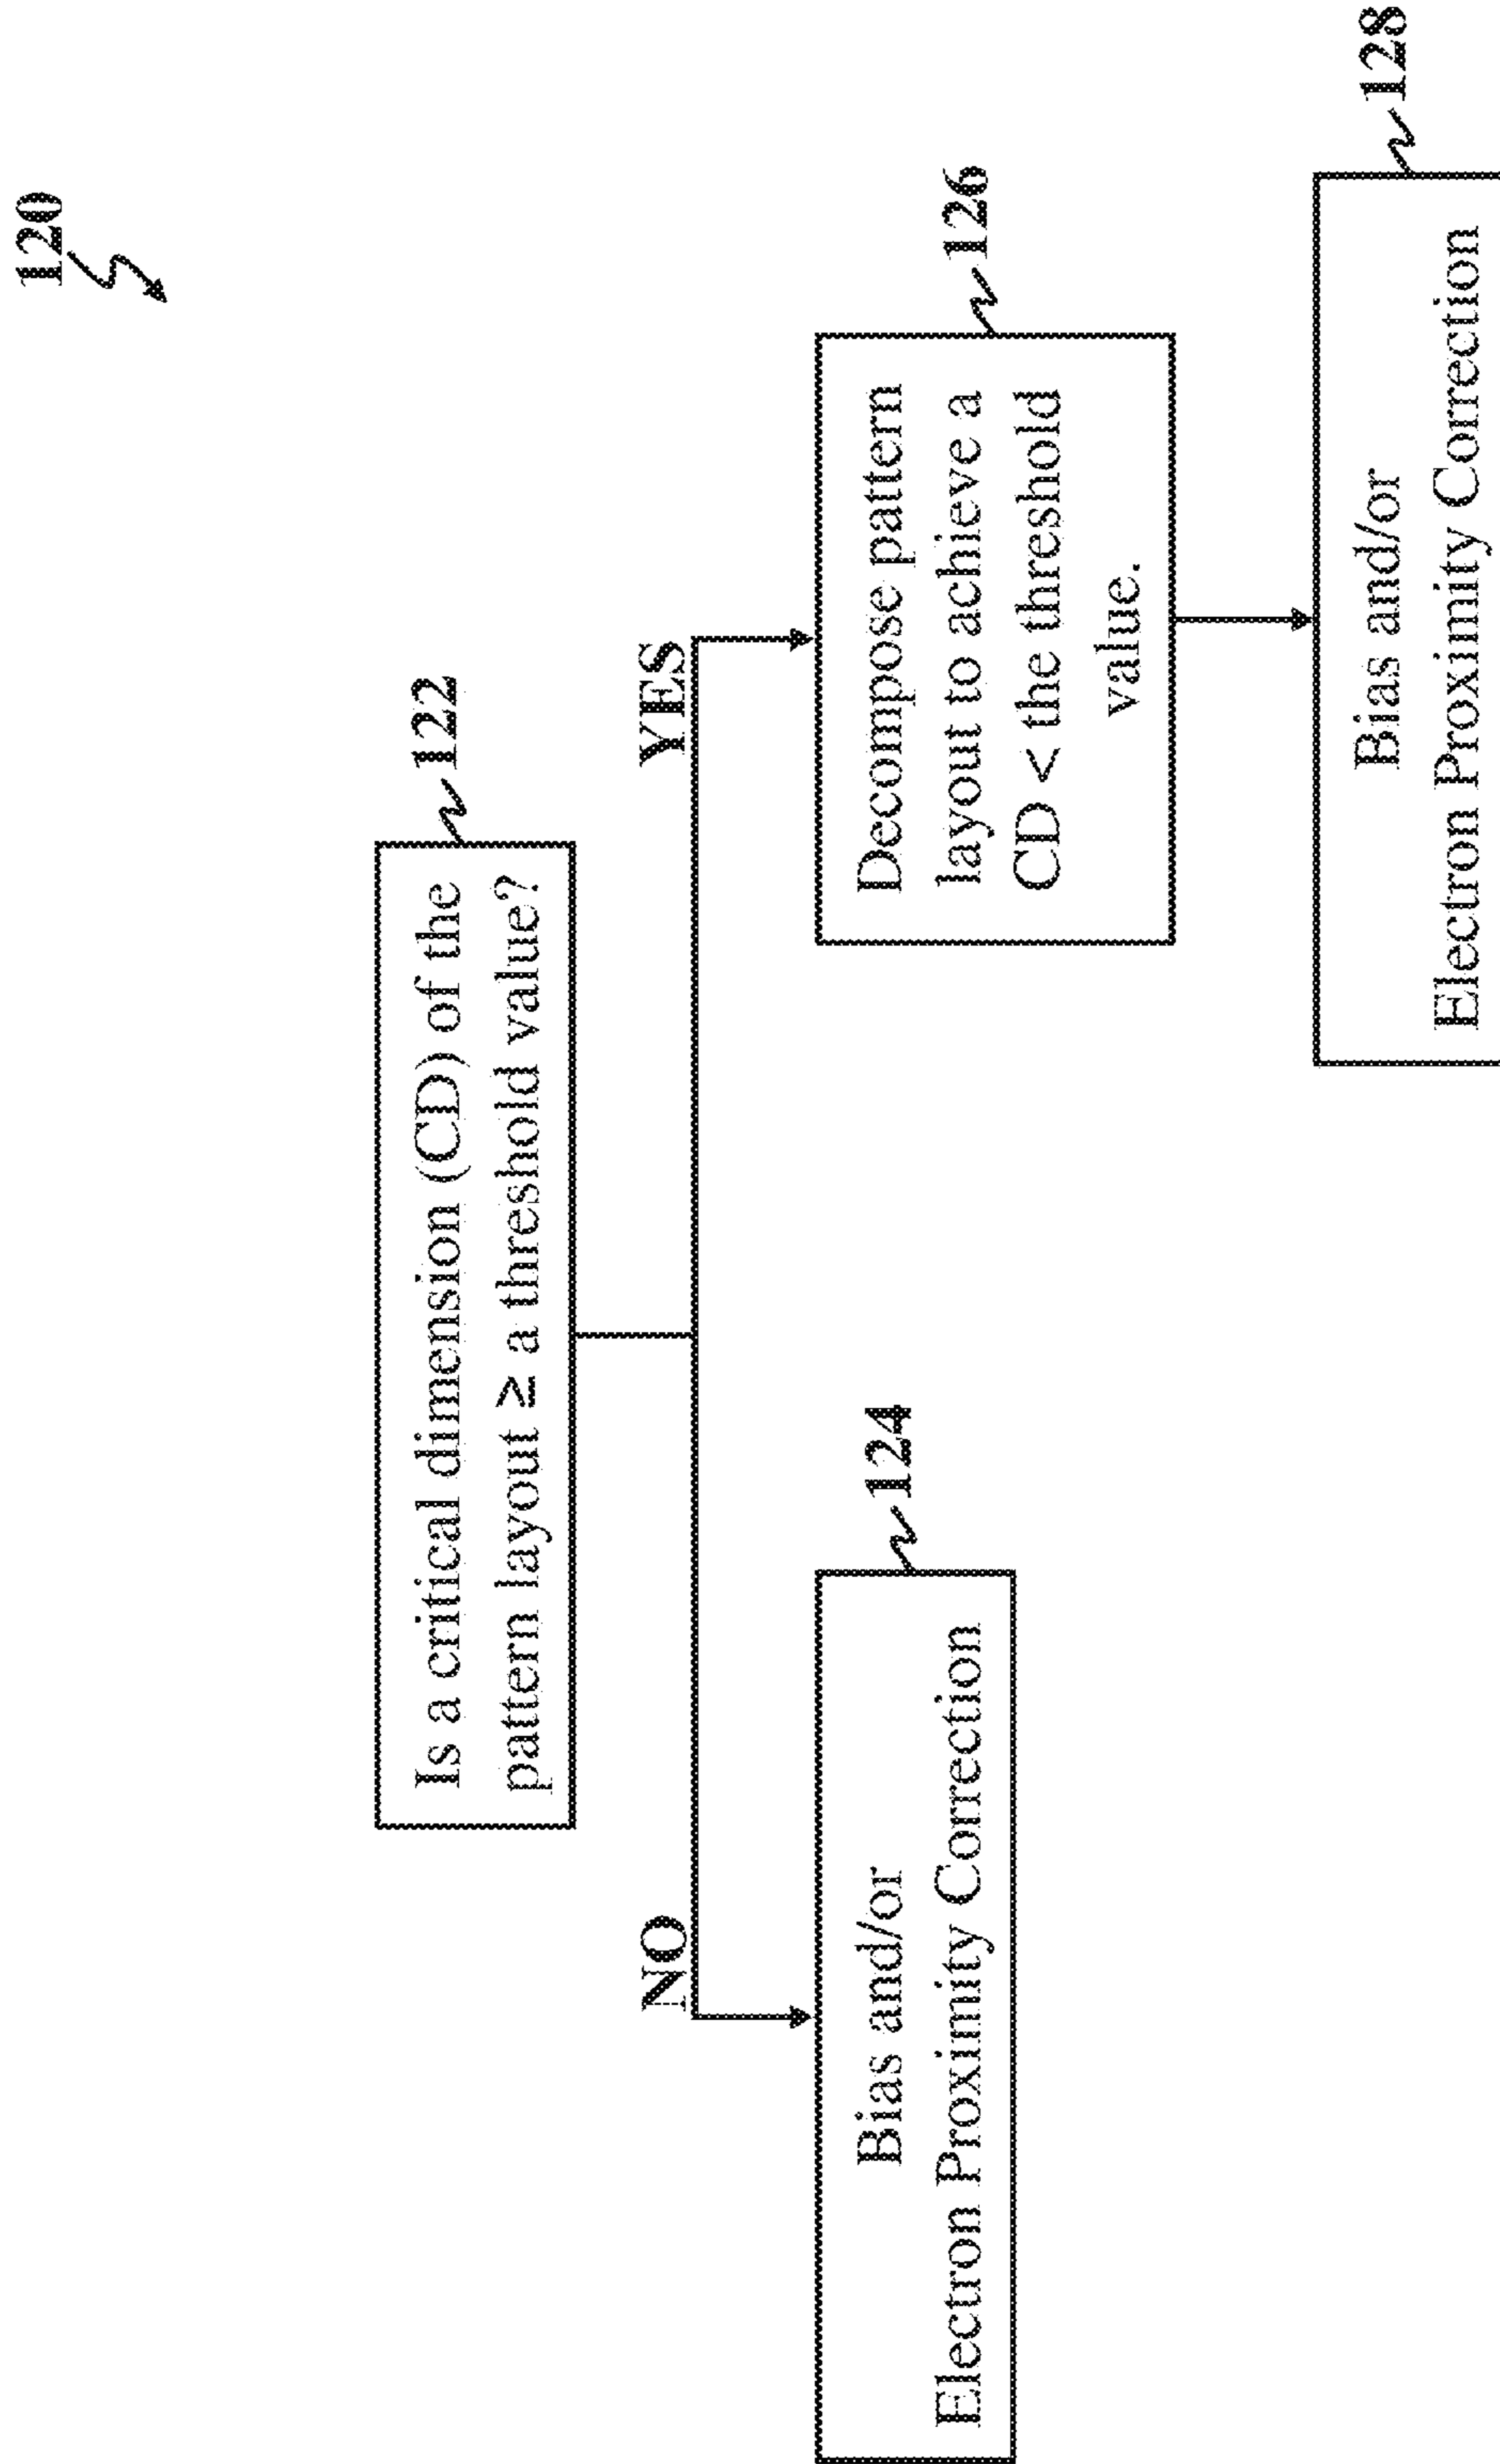 120
Is a critical dimension (CD) of the
pattern layout ≥ a threshold value?
122
NO
YES
Bias and/or
Electron Proximity Correction
124
Decompose pattern
layout to achieve a
CD < the threshold
value.
126
Bias and/or
Electron Proximity Correction
128